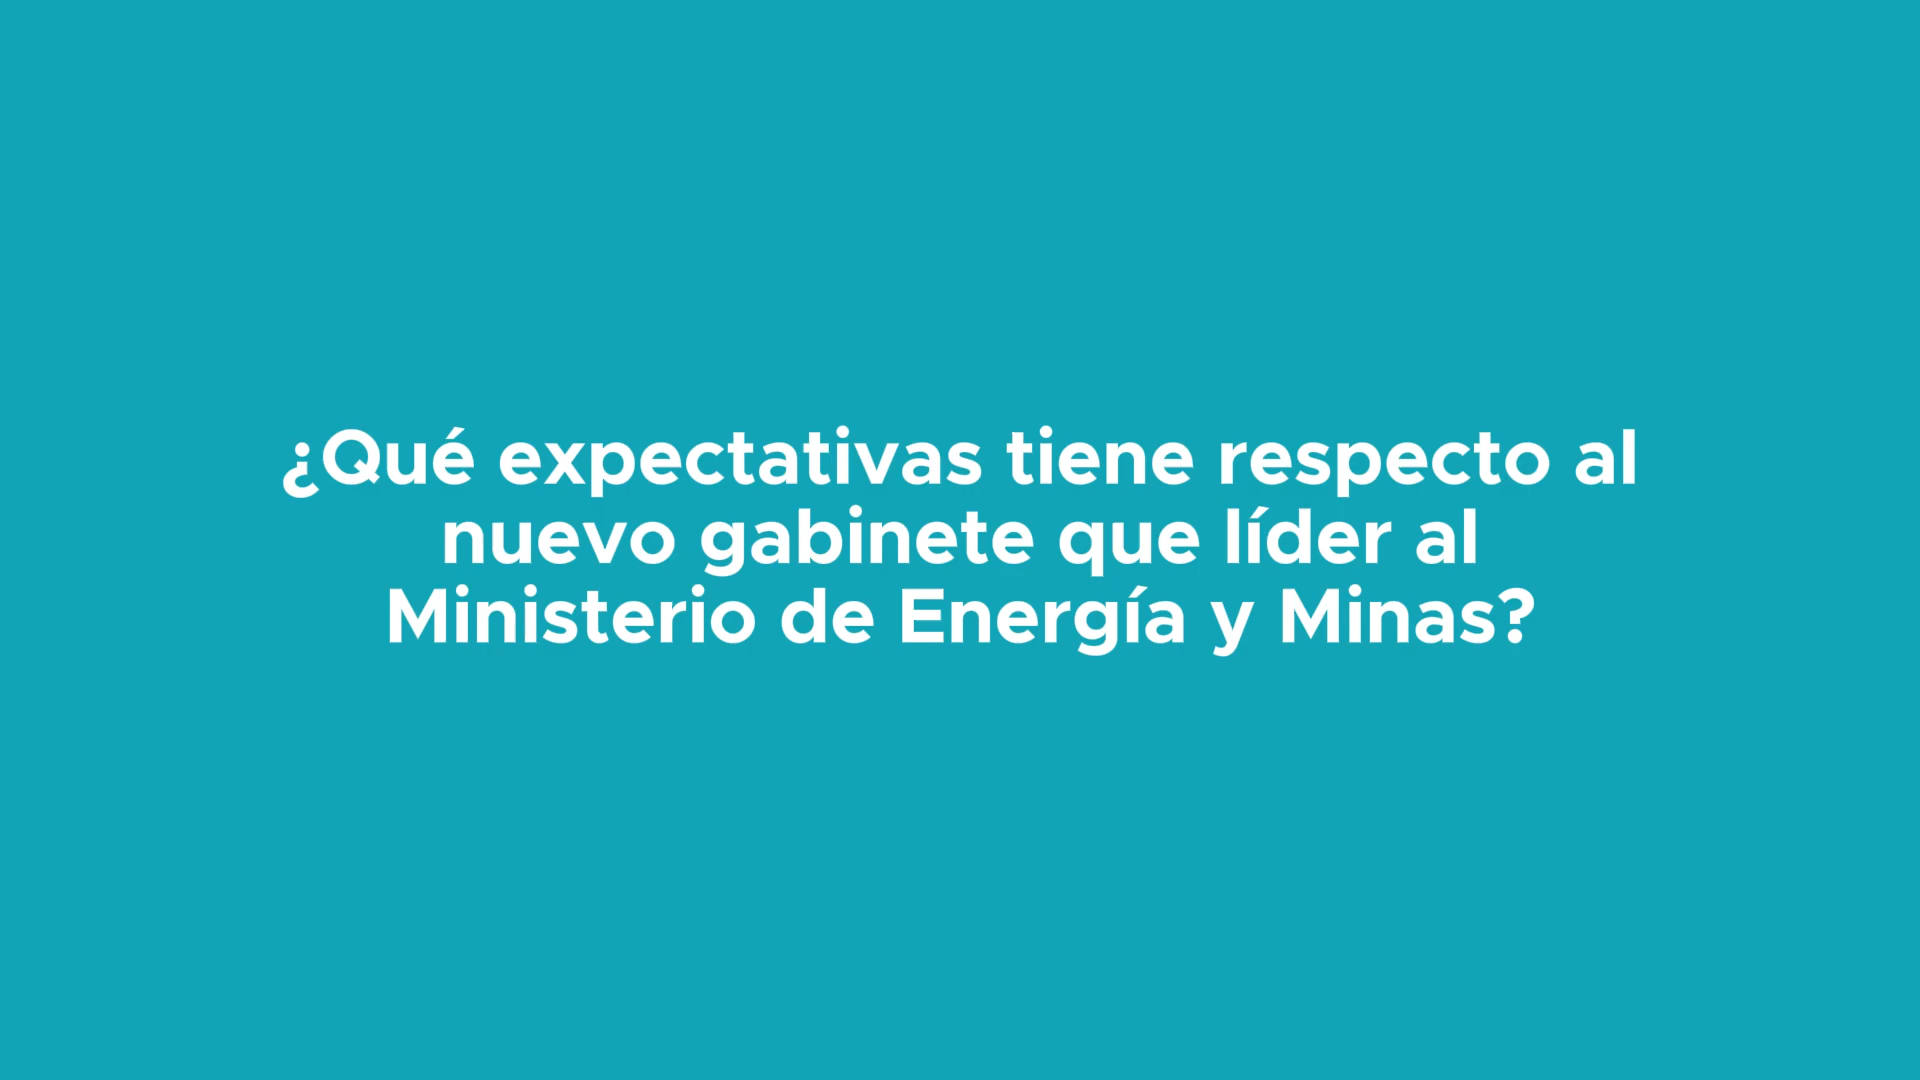 ¿Qué expectativas tiene respecto al
nuevo gabinete que líder al
Ministerio de Energía y Minas?